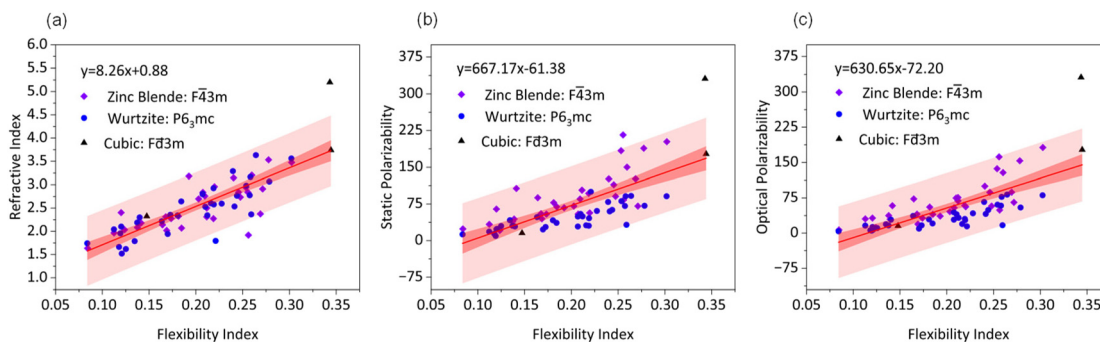 (a)
y=8.26x+0.88
Zinc Blende: F4̅3m
Wurtzite: P6₃mc
Cubic: Fd̅3m
Refractive Index
6.0
5.5
5.0
4.5
4.0
3.5
3.0
2.5
2.0
1.5
1.0
0.05 0.10 0.15 0.20 0.25 0.30 0.35
Flexibility Index
(b)
y=667.17x-61.38
Zinc Blende: F4̅3m
Wurtzite: P6₃mc
Cubic: Fd̅3m
Static Polarizability
375
300
225
150
75
0
−75
0.05 0.10 0.15 0.20 0.25 0.30 0.35
Flexibility Index
(c)
y=630.65x-72.20
Zinc Blende: F4̅3m
Wurtzite: P6₃mc
Cubic: Fd̅3m
Optical Polarizability
375
300
225
150
75
0
−75
0.05 0.10 0.15 0.20 0.25 0.30 0.35
Flexibility Index